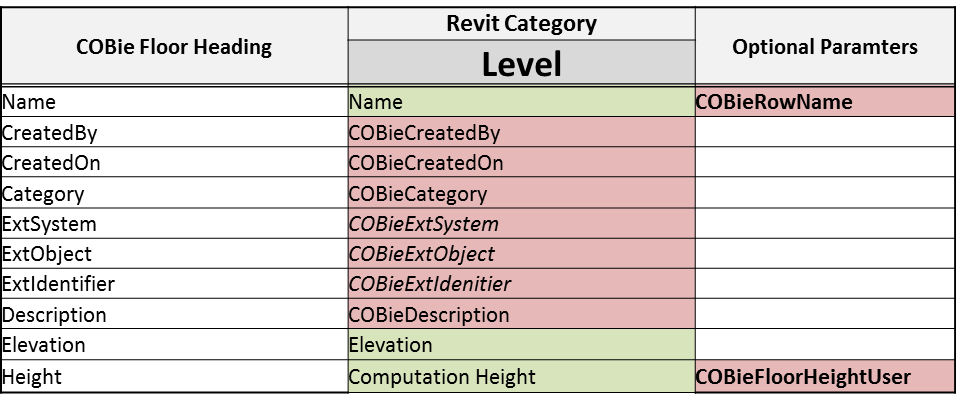 COBie Floor Heading
Revit Category
Level
Optional Paramters
Name Name COBieRowName
CreatedBy COBieCreatedBy
CreatedOn COBieCreatedOn
Category COBieCategory
ExtSystem COBieExtSystem
ExtObject COBieExtObject
ExtIdentifier COBieExtIdenitier
Description COBieDescription
Elevation Elevation
Height Computation Height COBieFloorHeightUser